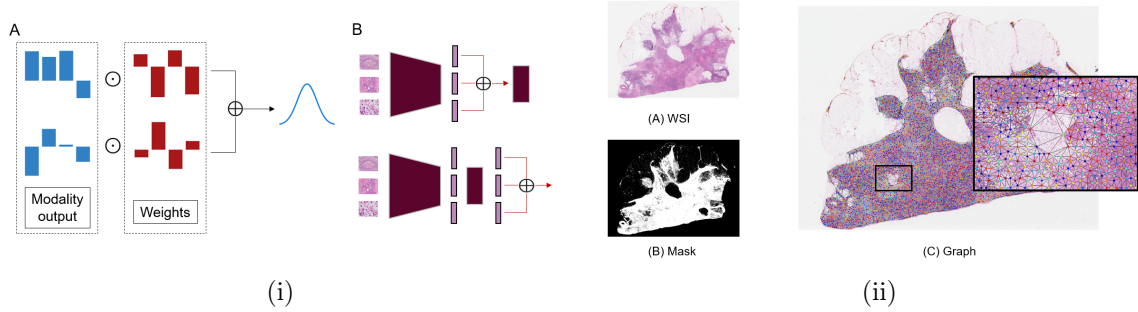 A
Modality
output
Weights
B
(A) WSI
(B) Mask
(C) Graph
(i)
(ii)